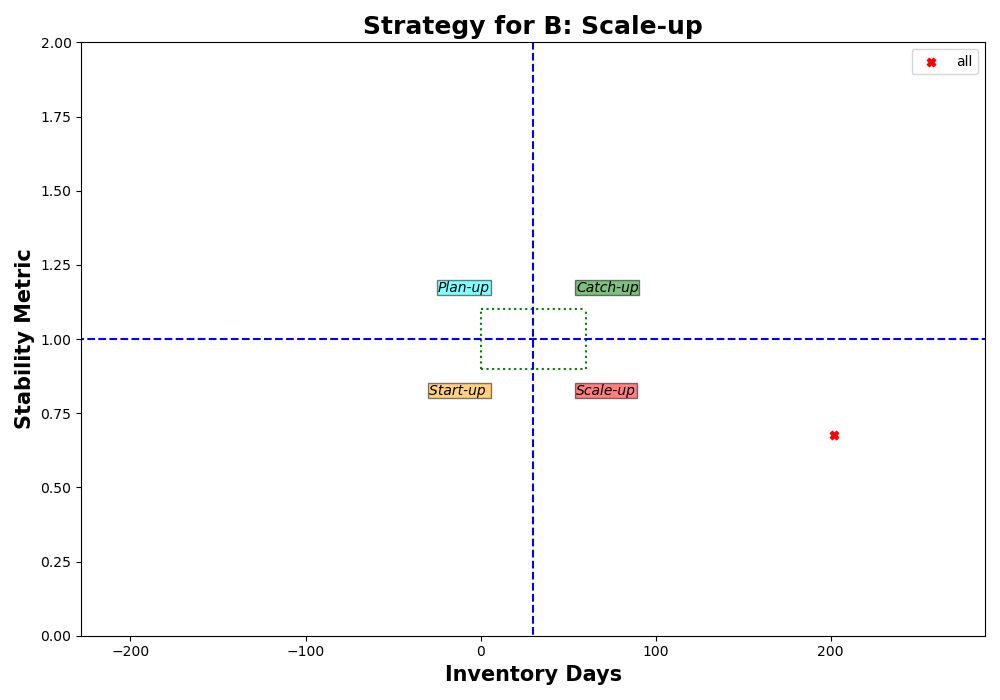 Strategy for B: Scale-up
all
2.00
1.75
1.50
1.25
1.00
0.75
0.50
0.25
0.00
Stability Metric
Plan-up
Catch-up
Start-up
Scale-up
−200
−100
0
100
200
Inventory Days